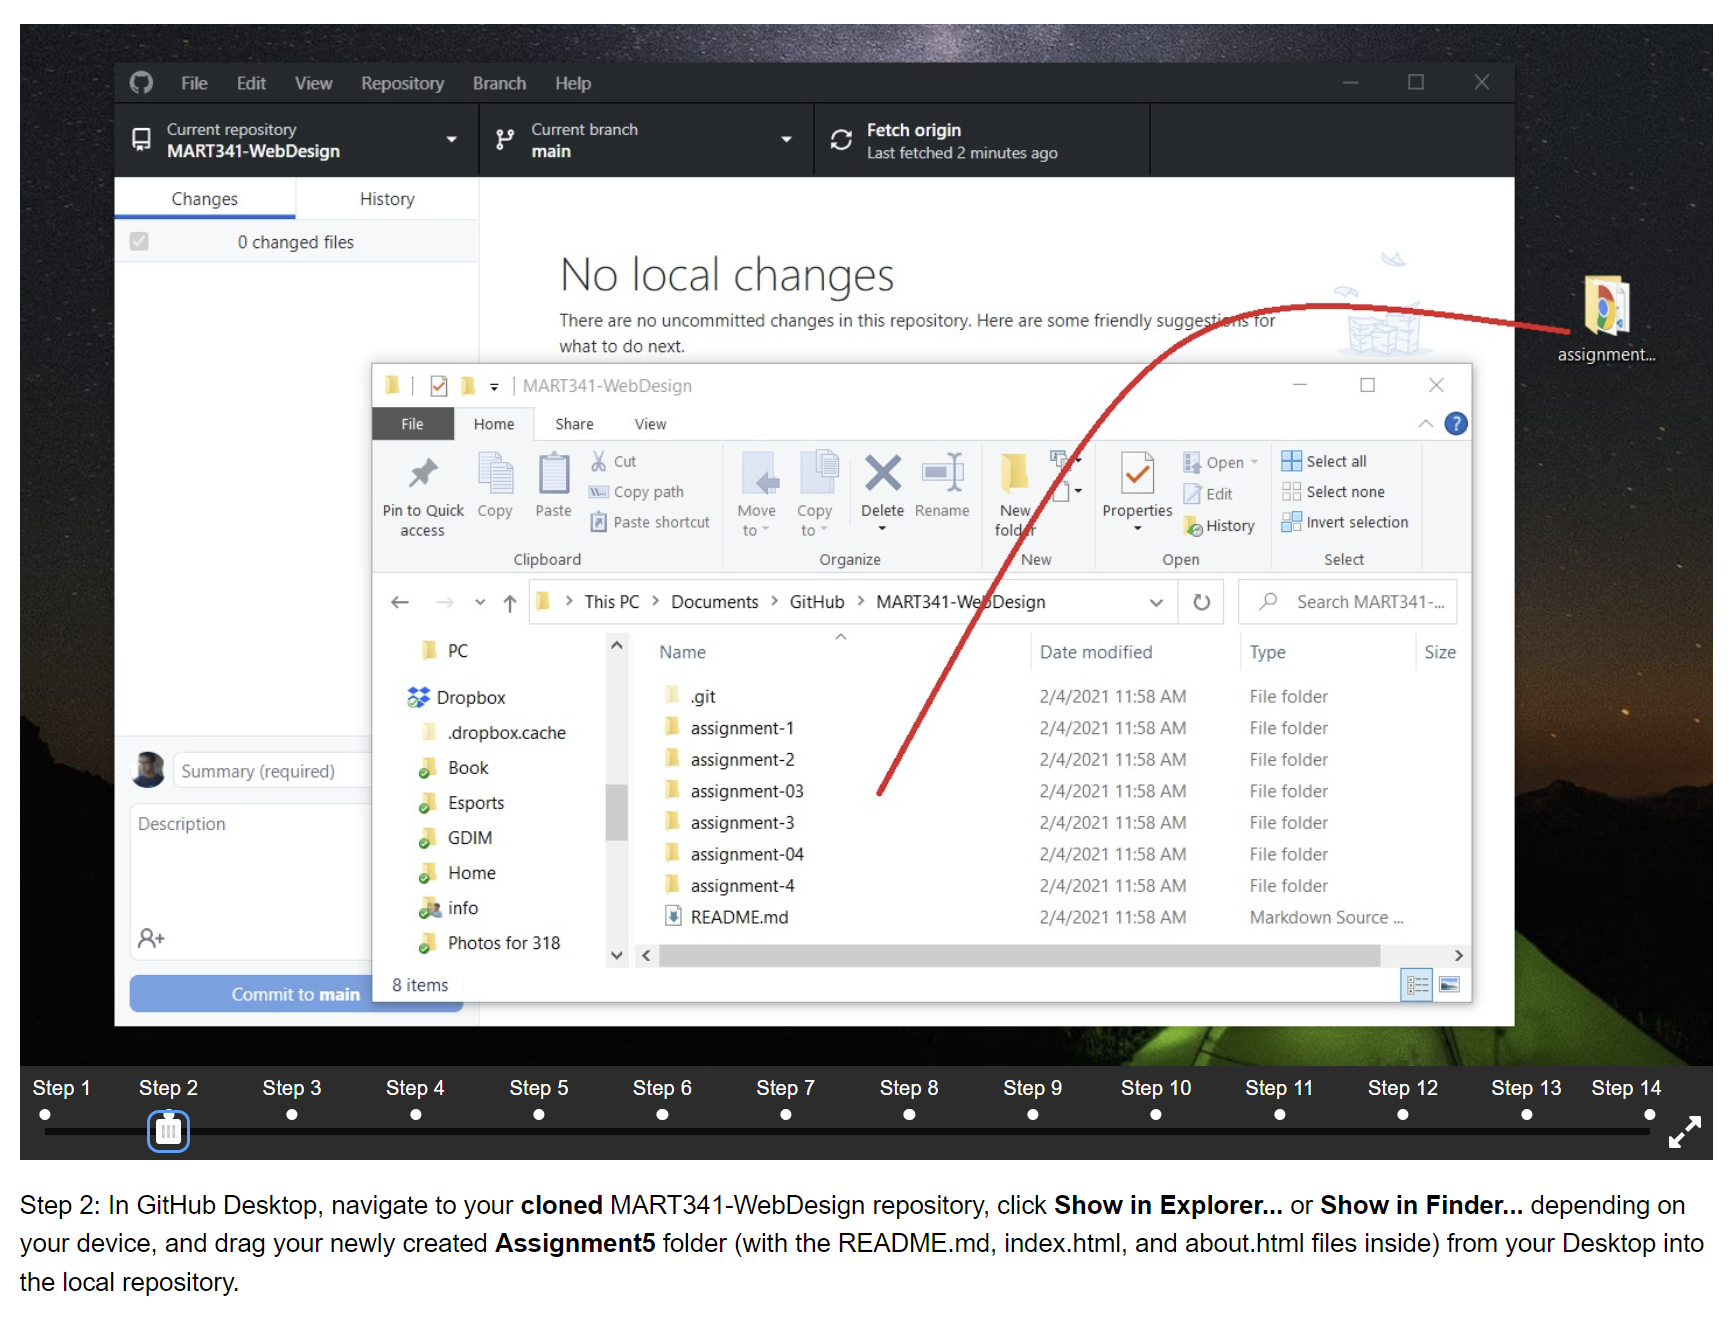 File Edit View Repository Branch Help
Current repository
MART341-WebDesign
Current branch
main
Fetch origin
Last fetched 2 minutes ago
Changes History
0 changed files
No local changes
There are no uncommitted changes in this repository. Here are some friendly suggestions for
what to do next.
assignment...
MART341-WebDesign
File Home Share View
Pin to Quick
access
Copy
Paste
Cut
Copy path
Paste shortcut
Clipboard
Move
to
Copy
to
Delete
Rename
Organize
New
folder
New
Properties
Open
Edit
History
Open
Select all
Select none
Invert selection
Select
This PC > Documents > GitHub > MART341-WebDesign
Search MART341-...
PC
Dropbox
.dropbox.cache
Book
Esports
GDIM
Home
info
Photos for 318
Name Date modified Type Size
.git 2/4/2021 11:58 AM File folder
assignment-1 2/4/2021 11:58 AM File folder
assignment-2 2/4/2021 11:58 AM File folder
assignment-03 2/4/2021 11:58 AM File folder
assignment-3 2/4/2021 11:58 AM File folder
assignment-04 2/4/2021 11:58 AM File folder
assignment-4 2/4/2021 11:58 AM File folder
README.md 2/4/2021 11:58 AM Markdown Source ...
8 items
Summary (required)
Description
Commit to main
Step 1 Step 2 Step 3 Step 4 Step 5 Step 6 Step 7 Step 8 Step 9 Step 10 Step 11 Step 12 Step 13 Step 14
Step 2: In GitHub Desktop, navigate to your cloned MART341-WebDesign repository, click Show in Explorer... or Show in Finder... depending on
your device, and drag your newly created Assignment5 folder (with the README.md, index.html, and about.html files inside) from your Desktop into
the local repository.